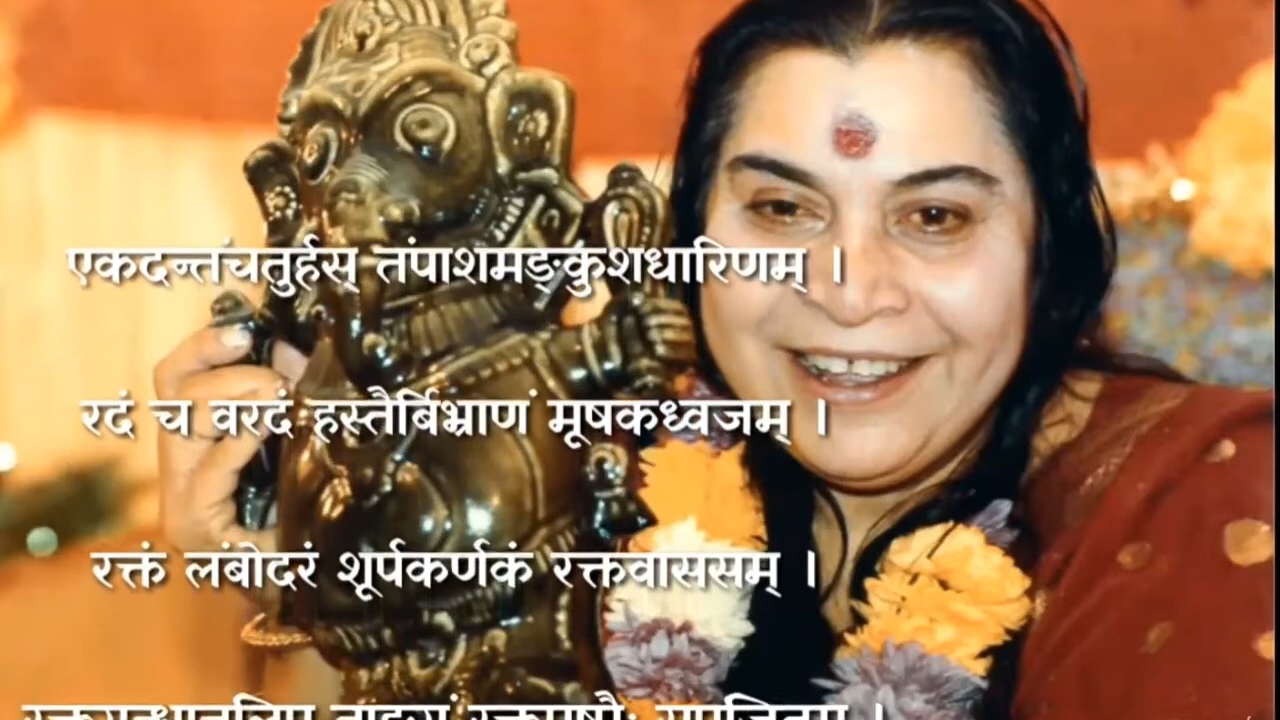 एकदन्तंचतुर्हस् तंपाशमङ्कुशधारिणम् ।
रदं च वरदं हस्तैर्बिभ्राणं मूषकध्वजम् ।
रक्तं लंबोदरं शूर्पकर्णकं रक्तवाससम् ।